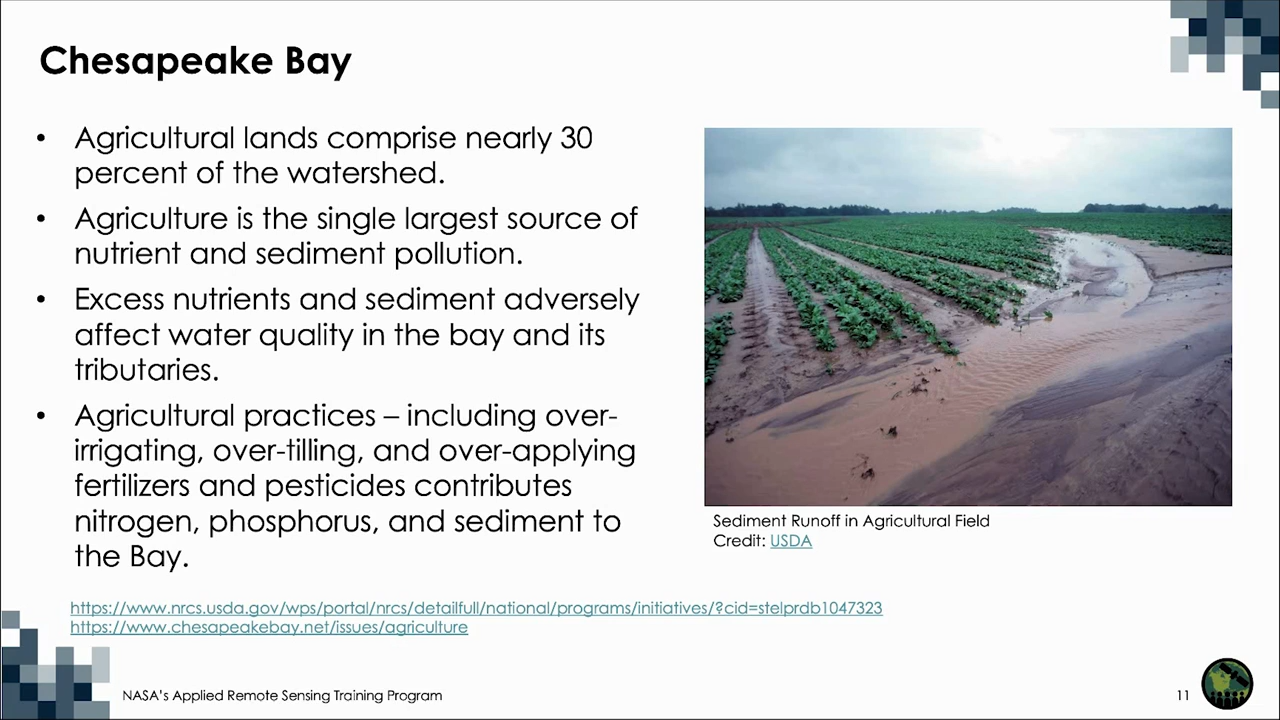 Chesapeake Bay
• Agricultural lands comprise nearly 30
percent of the watershed.
• Agriculture is the single largest source of
nutrient and sediment pollution.
• Excess nutrients and sediment adversely
affect water quality in the bay and its
tributaries.
• Agricultural practices – including over-
irrigating, over-tilling, and over-applying
fertilizers and pesticides contributes
nitrogen, phosphorus, and sediment to
the Bay.
Sediment Runoff in Agricultural Field
Credit: USDA
https://www.nrcs.usda.gov/wps/portal/nrcs/detailfull/national/programs/initiatives/?cid=stelprdb1047323
https://www.chesapeakebay.net/issues/agriculture
NASA's Applied Remote Sensing Training Program
11